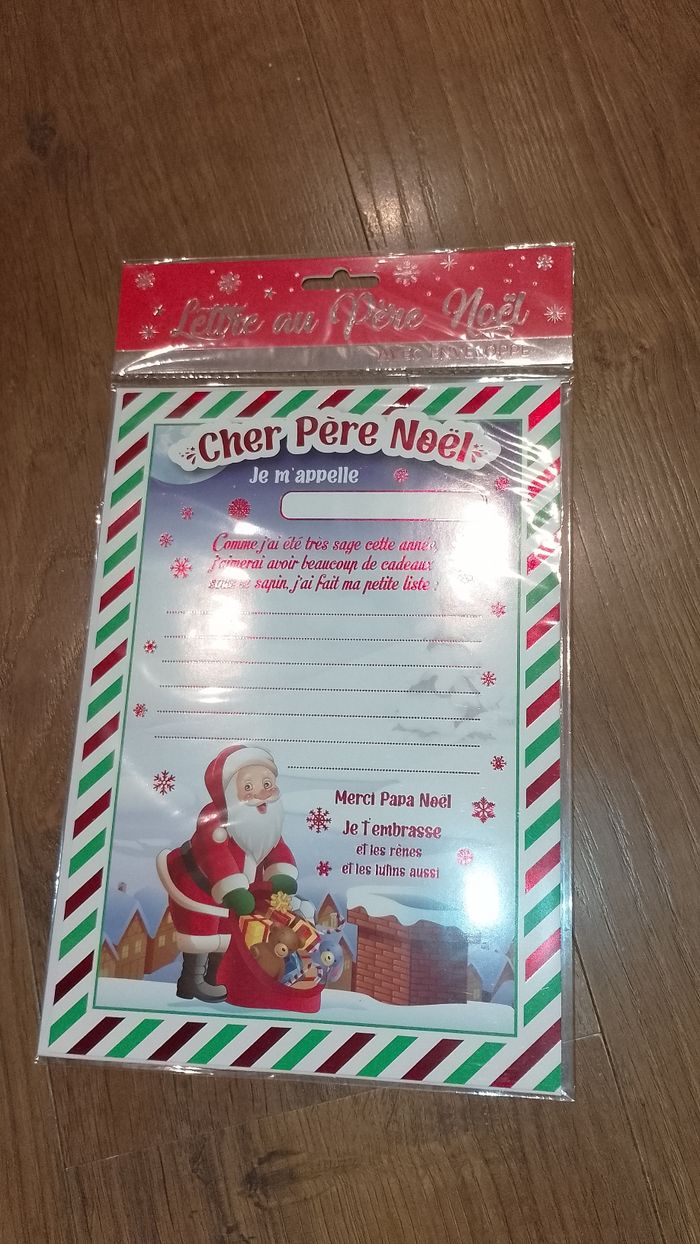 Lettre au Père Noël
AVEC ENVELOPPE
Cher Père Noël
Je m'appelle
Comme j'ai été très sage cette année,
j'aimerai avoir beaucoup de cadeaux
sapin, j'ai fait ma petite liste :
Merci Papa Noël
Je t'embrasse
et les rênes
et les lutins aussi